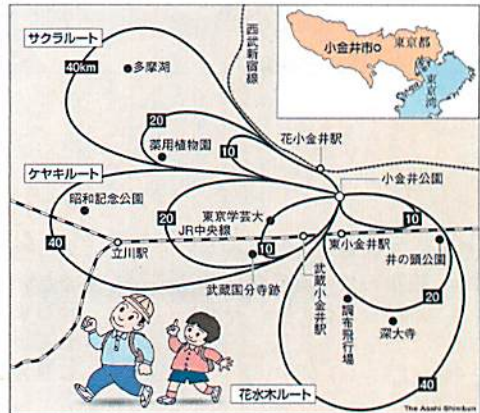 サクラルート
40km
多摩湖
西武新宿線
小金井市
東京都
東京湾
20
薬用植物園
10
花小金井駅
ケヤキルート
小金井公園
昭和記念公園
東京学芸大
20
10
JR中央線
東小金井駅
井の頭公園
40
立川駅
10
武蔵国分寺跡
武蔵小金井駅
調布飛行場
20
深大寺
花水木ルート
40
The Asahi Shimbun